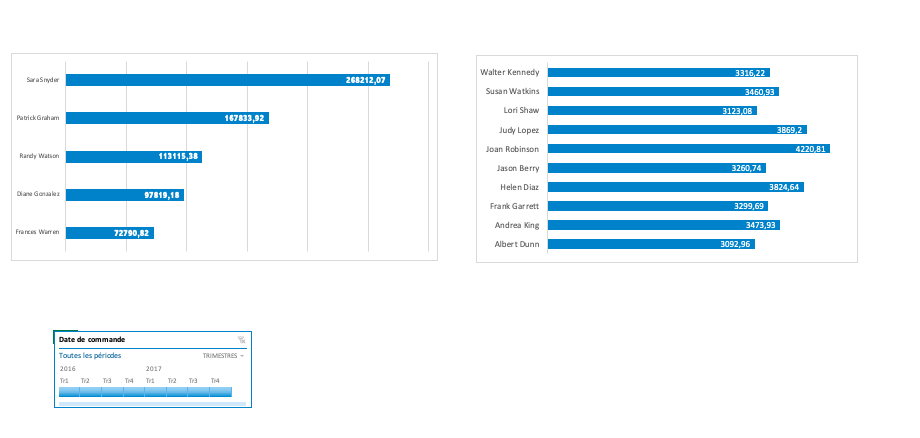 Sara Snyder 268212,07
Patrick Graham 167833,92
Randy Watson 113115,38
Diane Gonzalez 97819,18
Frances Warren 72790,82
Walter Kennedy 3316,22
Susan Watkins 3460,93
Lori Shaw 3123,08
Judy Lopez 3869,2
Joan Robinson 4220,81
Jason Berry 3260,74
Helen Diaz 3824,64
Frank Garrett 3299,69
Andrea King 3473,93
Albert Dunn 3092,96
Date de commande
Toutes les périodes TRIMESTRES
2016 2017
Tr1 Tr2 Tr3 Tr4 Tr1 Tr2 Tr3 Tr4